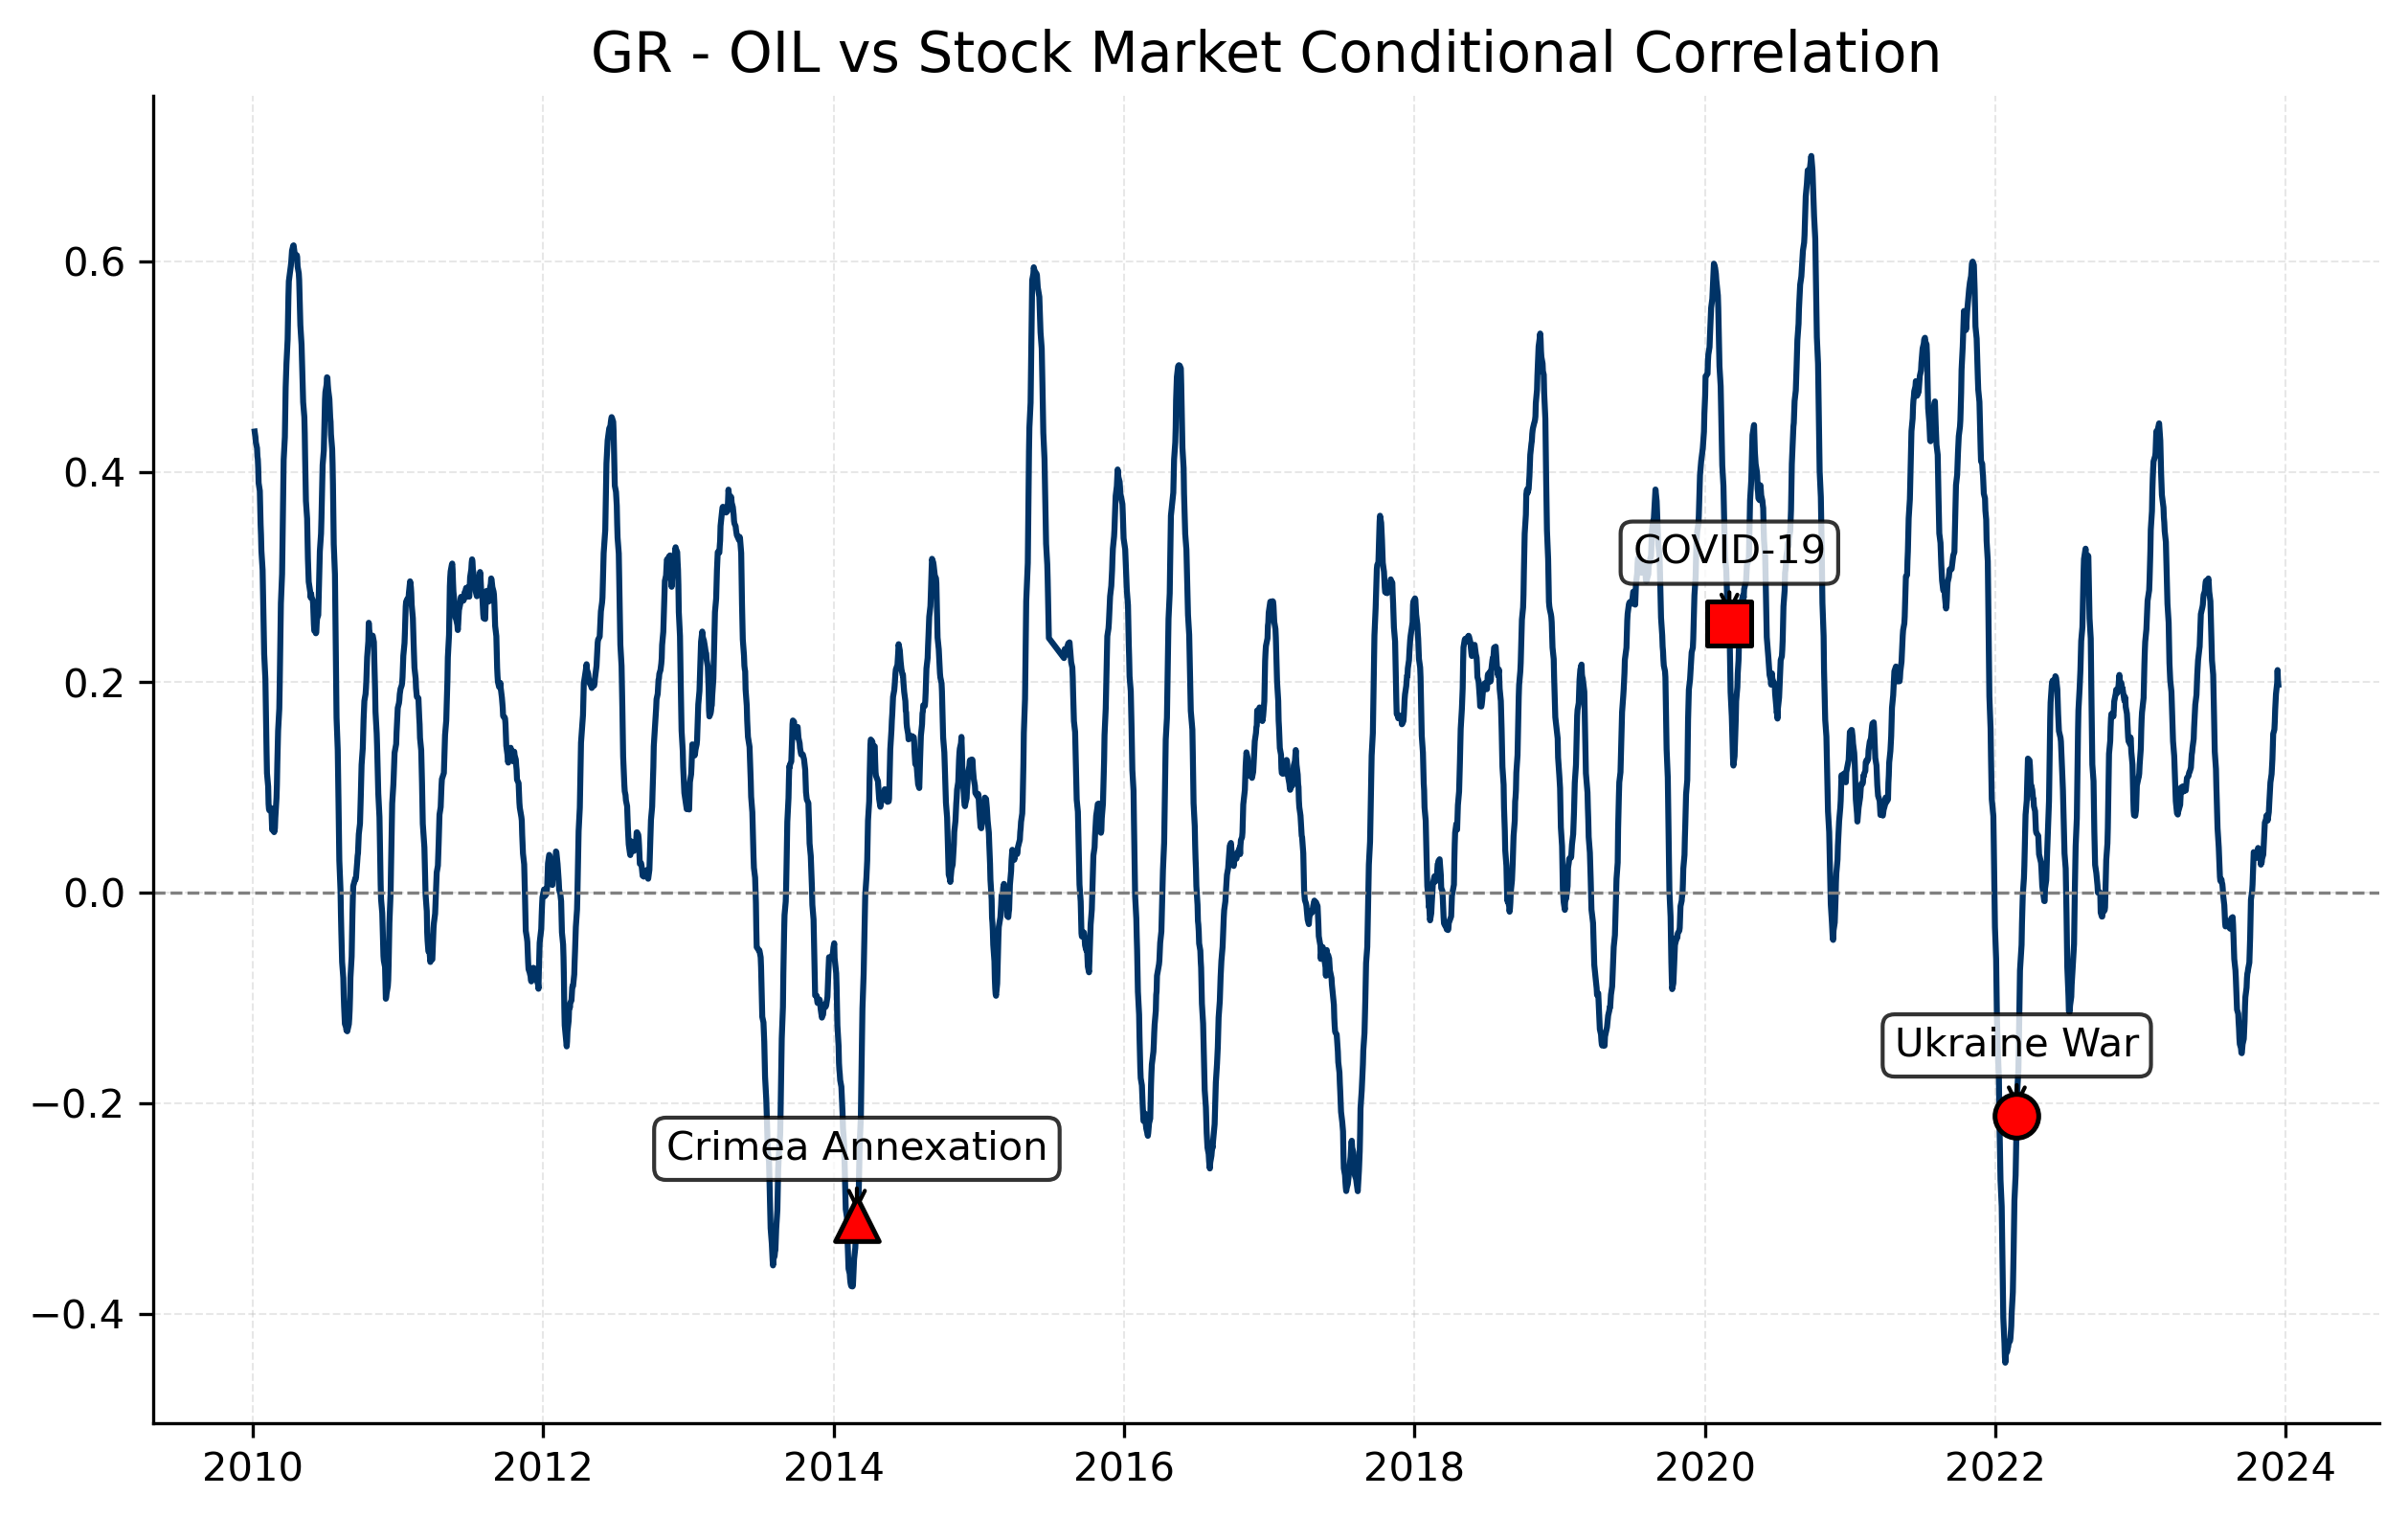 GR - OIL vs Stock Market Conditional Correlation
0.6
0.4
0.2
0.0
−0.2
−0.4
COVID-19
Ukraine War
Crimea Annexation
2010 2012 2014 2016 2018 2020 2022 2024